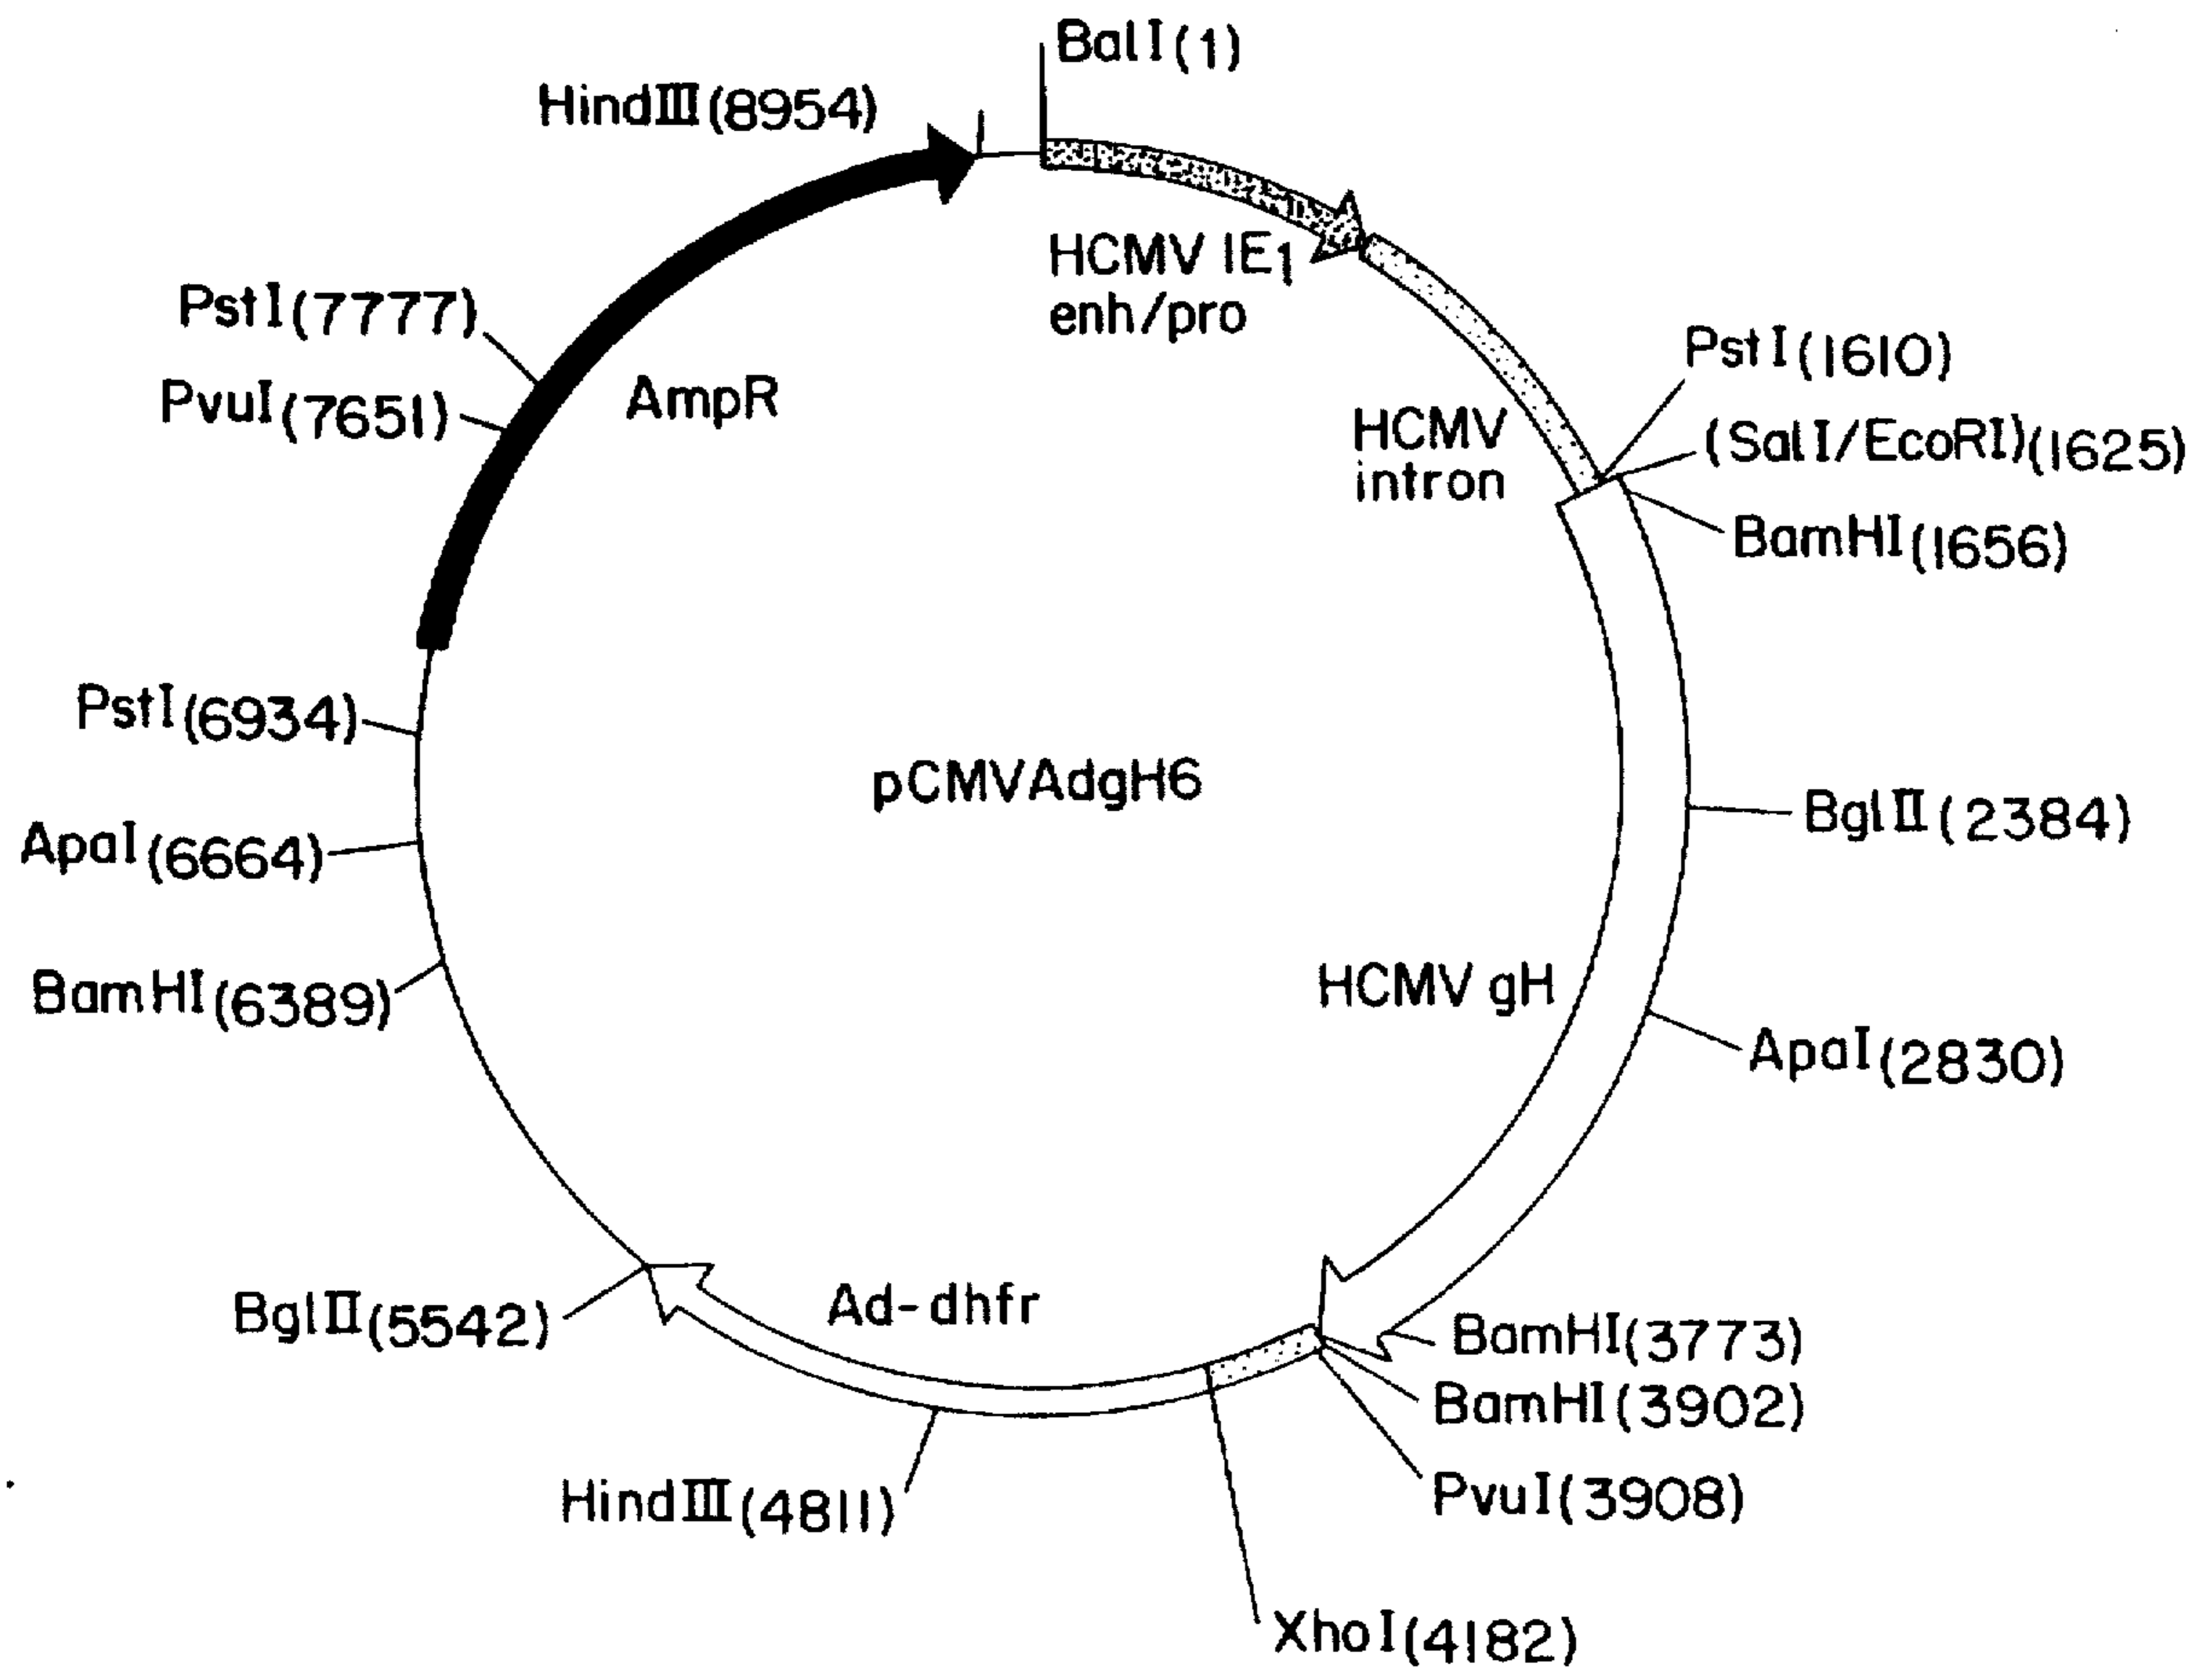 BalI(1)
HindIII(8954)
HCMV IE1
enh/pro
PstI(7777)
PvuI(7651)
AmpR
PstI(1610)
HCMV
intron
(SalI/EcoRI)(1625)
BamHI(1656)
PstI(6934)
pCMVAdgH6
BglII(2384)
ApaI(6664)
HCMV gH
BamHI(6389)
ApaI(2830)
Ad-dhfr
BglII(5542)
BamHI(3773)
BamHI(3902)
HindIII(4811)
PvuI(3908)
XhoI(4182)